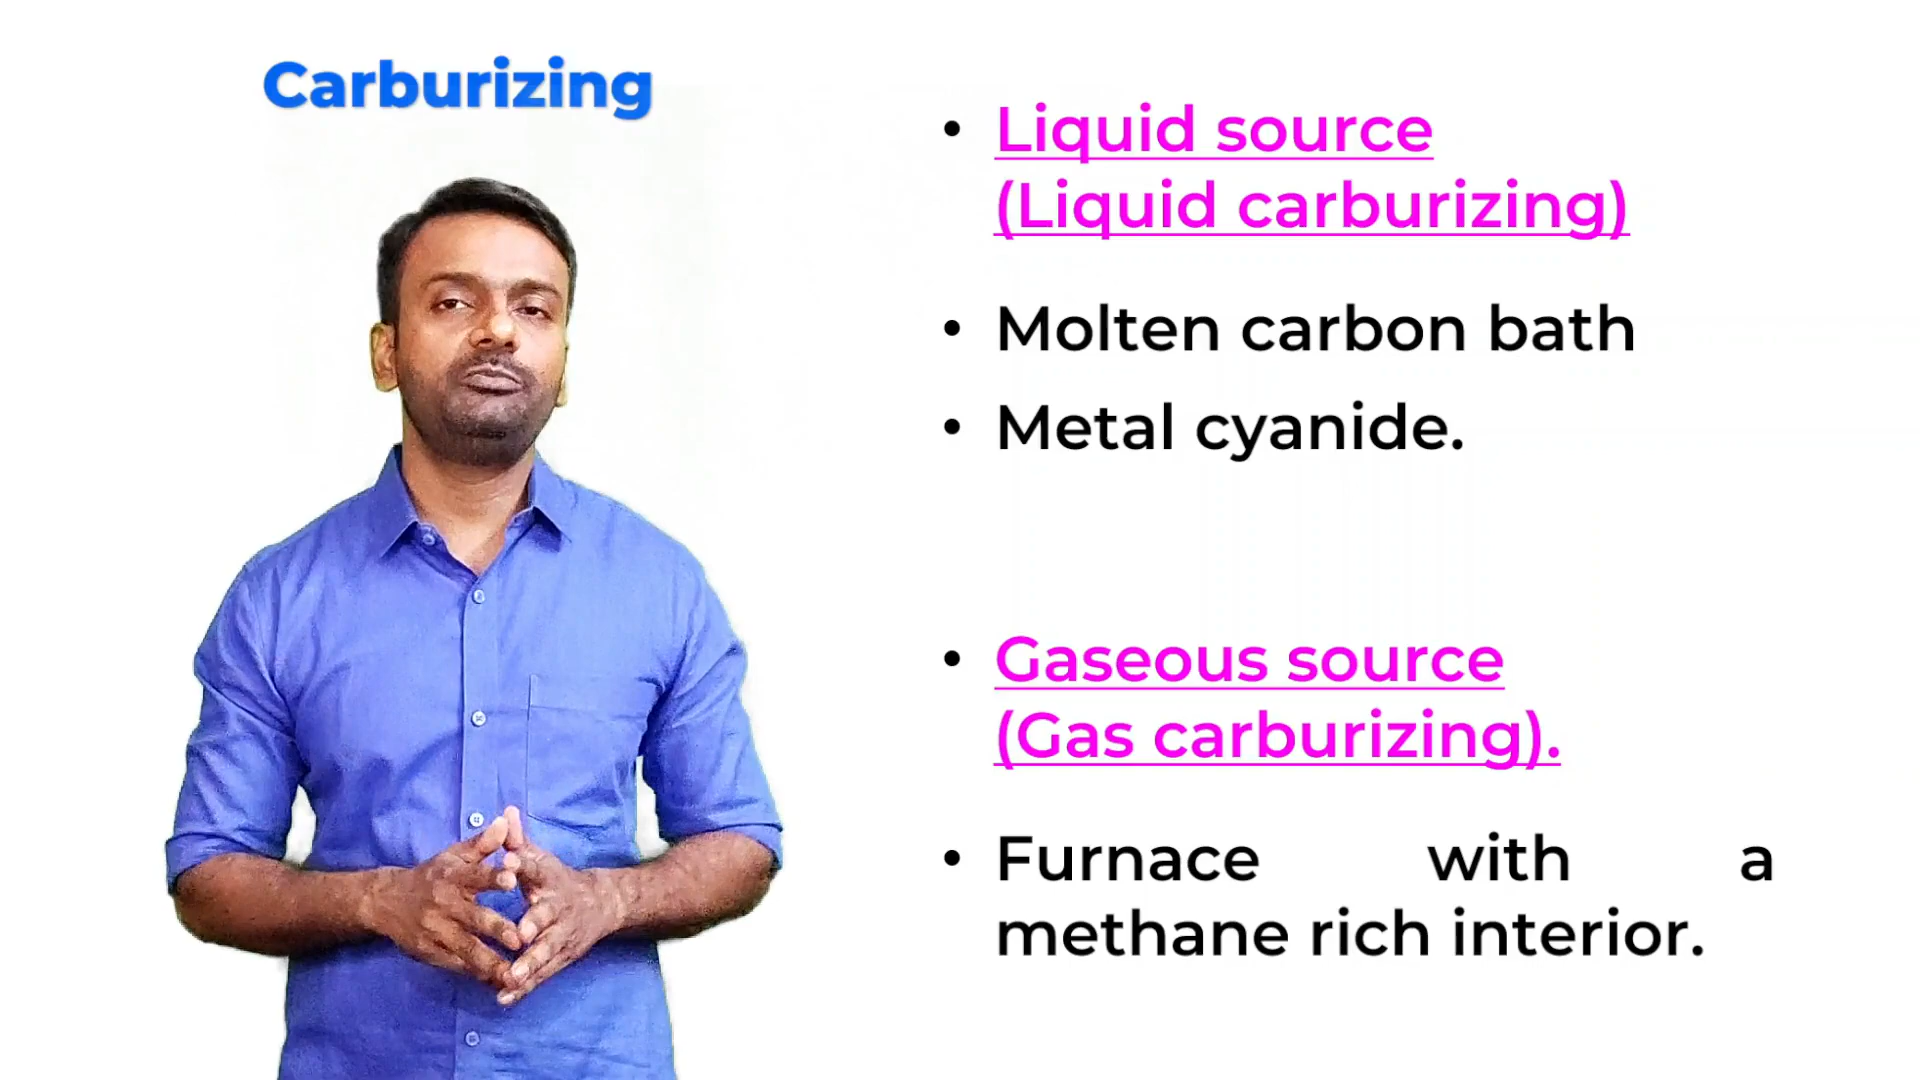 Carburizing
• Liquid source
(Liquid carburizing)
• Molten carbon bath
• Metal cyanide.
• Gaseous source
(Gas carburizing).
• Furnace with a
methane rich interior.